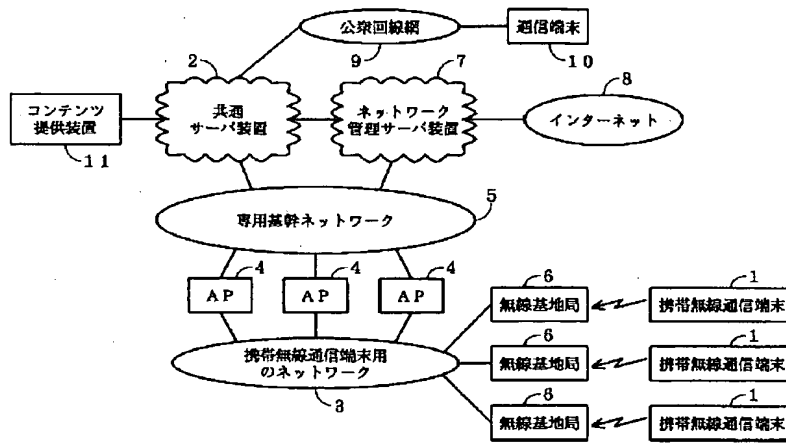 公衆回線網
9
通信端末
10
2
共通
サーバ装置
7
ネットワーク
管理サーバ装置
8
インターネット
コンテンツ
提供装置
11
専用基幹ネットワーク
5
4
AP
4
AP
4
AP
携帯無線通信端末用
のネットワーク
3
6
無線基地局
1
携帯無線通信端末
6
無線基地局
1
携帯無線通信端末
6
無線基地局
1
携帯無線通信端末